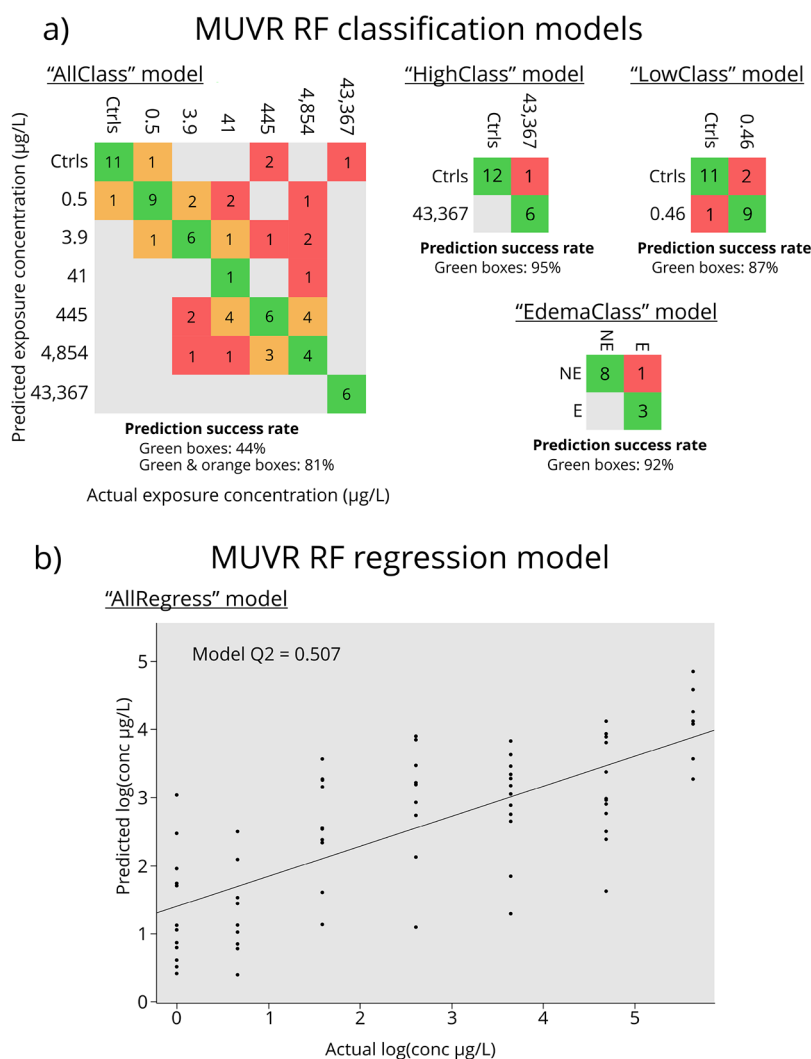 a) MUVR RF classification models
“AllClass” model
“HighClass” model
“LowClass” model
Predicted exposure concentration (µg/L)
Ctrls 0.5 3.9 41 445 4,854 43,367
Ctrls 11 1 2 1
0.5 1 9 2 2 1
3.9 1 6 1 1 2
41 1 1
445 2 4 6 4
4,854 1 1 3 4
43,367 6
Prediction success rate
Green boxes: 44%
Green & orange boxes: 81%
Actual exposure concentration (µg/L)
Ctrls 43,367
Ctrls 12 1
43,367 6
Prediction success rate
Green boxes: 95%
Ctrls 0.46
Ctrls 11 2
0.46 1 9
Prediction success rate
Green boxes: 87%
“EdemaClass” model
NE E
NE 8 1
E 3
Prediction success rate
Green boxes: 92%
b) MUVR RF regression model
“AllRegress” model
Model Q2 = 0.507
Predicted log(conc µg/L)
5
4
3
2
1
0
0 1 2 3 4 5
Actual log(conc µg/L)